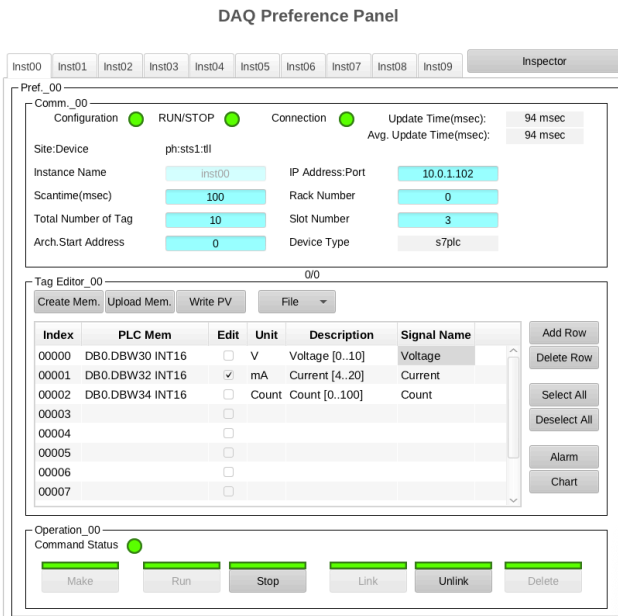 DAQ Preference Panel
Inst00 Inst01 Inst02 Inst03 Inst04 Inst05 Inst06 Inst07 Inst08 Inst09 Inspector
Pref._00
Comm._00
Configuration RUN/STOP Connection Update Time(msec): 94 msec
Avg. Update Time(msec): 94 msec
Site:Device ph:sts1:tll
Instance Name inst00 IP Address:Port 10.0.1.102
Scantime(msec) 100 Rack Number 0
Total Number of Tag 10 Slot Number 3
Arch.Start Address 0 Device Type s7plc
0/0
Tag Editor_00
Create Mem. Upload Mem. Write PV File
Index PLC Mem Edit Unit Description Signal Name Add Row
00000 DB0.DBW30 INT16 V Voltage [0..10] Voltage Delete Row
00001 DB0.DBW32 INT16 mA Current [4..20] Current
00002 DB0.DBW34 INT16 Count Count [0..100] Count Select All
00003 Deselect All
00004
00005 Alarm
00006 Chart
00007
Operation_00
Command Status
Make Run Stop Link Unlink Delete